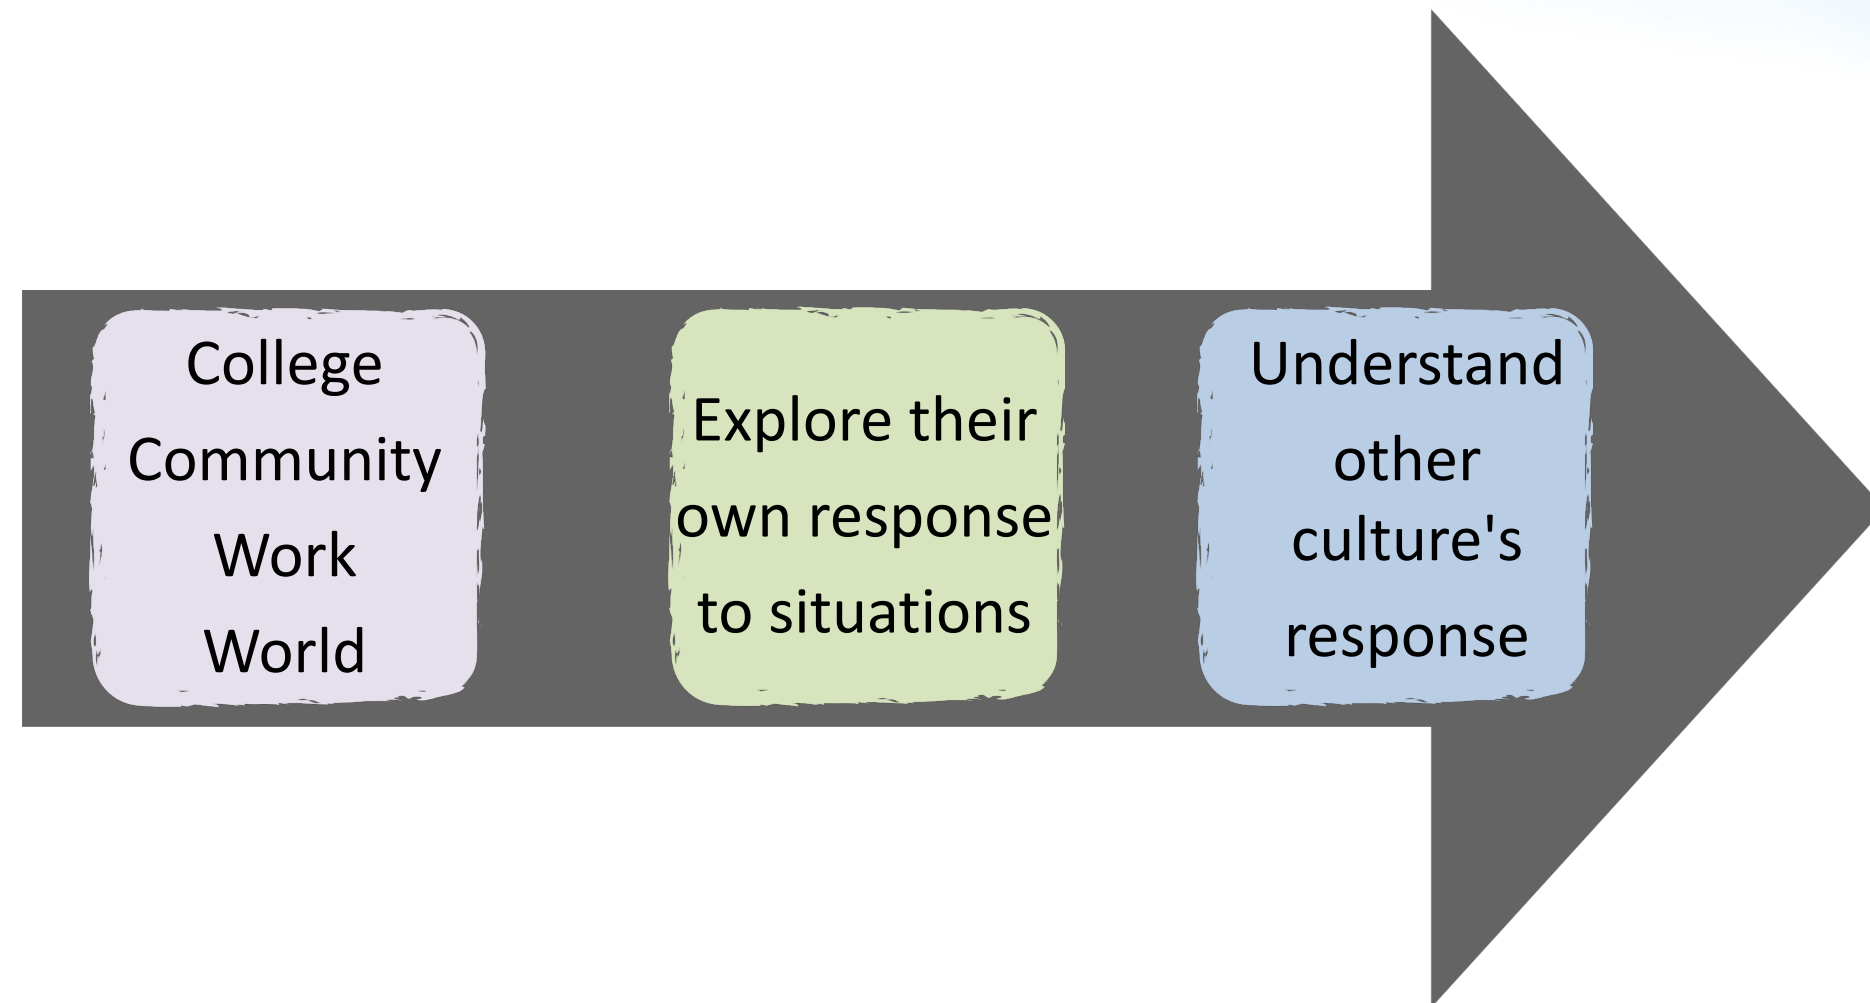 College
Community
Work
World
Explore their
own response
to situations
Understand
other
culture's
response